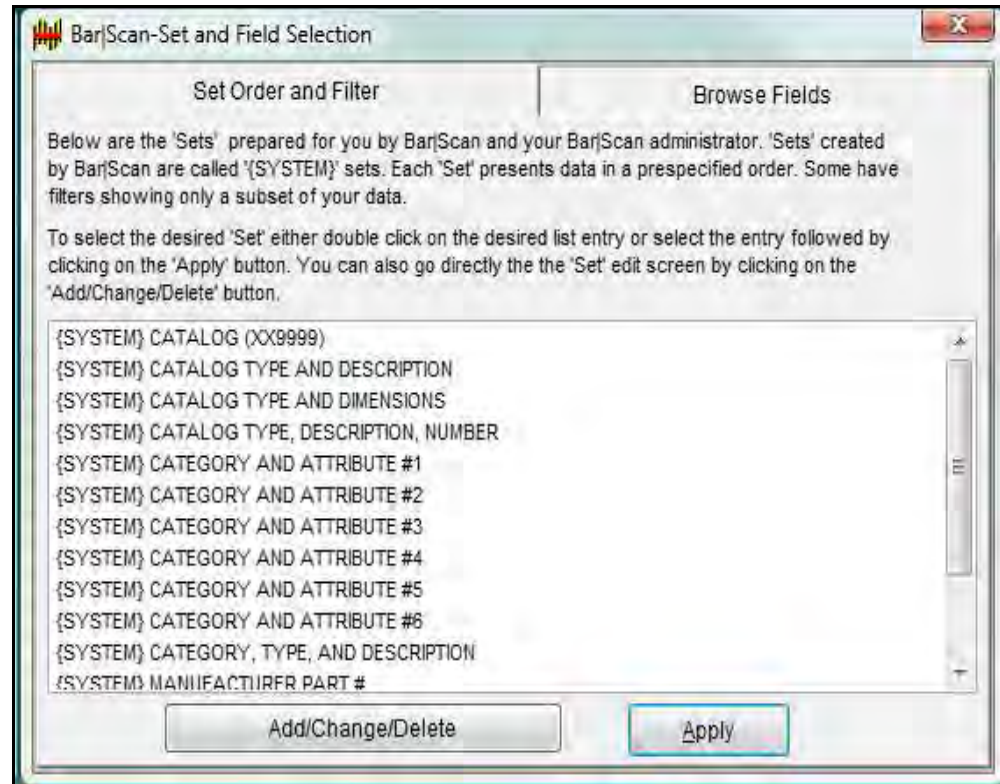 Bar|Scan-Set and Field Selection
Set Order and Filter
Browse Fields
Below are the 'Sets' prepared for you by Bar|Scan and your Bar|Scan administrator. 'Sets' created
by Bar|Scan are called '{SYSTEM}' sets. Each 'Set' presents data in a prespecified order. Some have
filters showing only a subset of your data.
To select the desired 'Set' either double click on the desired list entry or select the entry followed by
clicking on the 'Apply' button. You can also go directly the the 'Set' edit screen by clicking on the
'Add/Change/Delete' button.
{SYSTEM} CATALOG (XX9999)
{SYSTEM} CATALOG TYPE AND DESCRIPTION
{SYSTEM} CATALOG TYPE AND DIMENSIONS
{SYSTEM} CATALOG TYPE, DESCRIPTION, NUMBER
{SYSTEM} CATEGORY AND ATTRIBUTE #1
{SYSTEM} CATEGORY AND ATTRIBUTE #2
{SYSTEM} CATEGORY AND ATTRIBUTE #3
{SYSTEM} CATEGORY AND ATTRIBUTE #4
{SYSTEM} CATEGORY AND ATTRIBUTE #5
{SYSTEM} CATEGORY AND ATTRIBUTE #6
{SYSTEM} CATEGORY, TYPE, AND DESCRIPTION
{SYSTEM} MANUFACTURER PART #
Add/Change/Delete
Apply